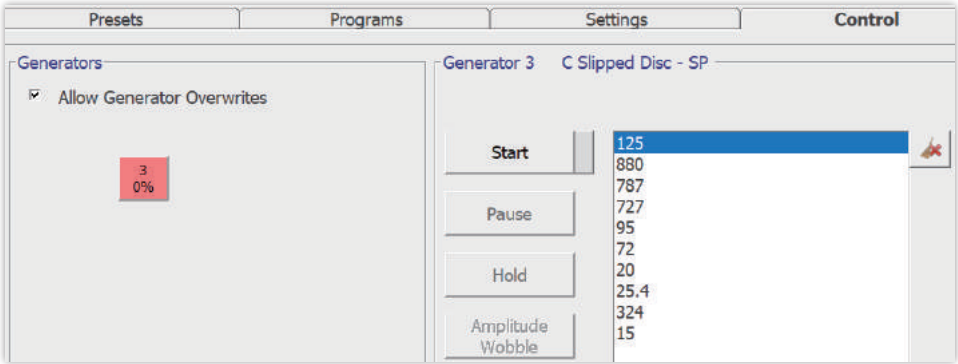 Presets Programs Settings Control
Generators
Allow Generator Overwrites
3
0%
Generator 3 C Slipped Disc - SP
Start
Pause
Hold
Amplitude
Wobble
125
880
787
727
95
72
20
25.4
324
15